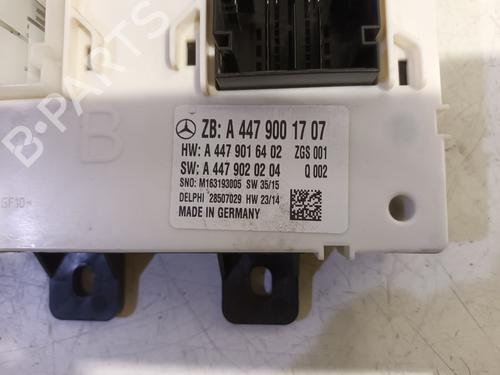 B
ZB: A 447 900 17 07
HW: A 447 901 64 02 ZGS 001
SW: A 447 902 02 04 Q 002
SNO: M163193005 SW 35/15
DELPHI 28507029 HW 23/14
MADE IN GERMANY
GF10
B-PARTS